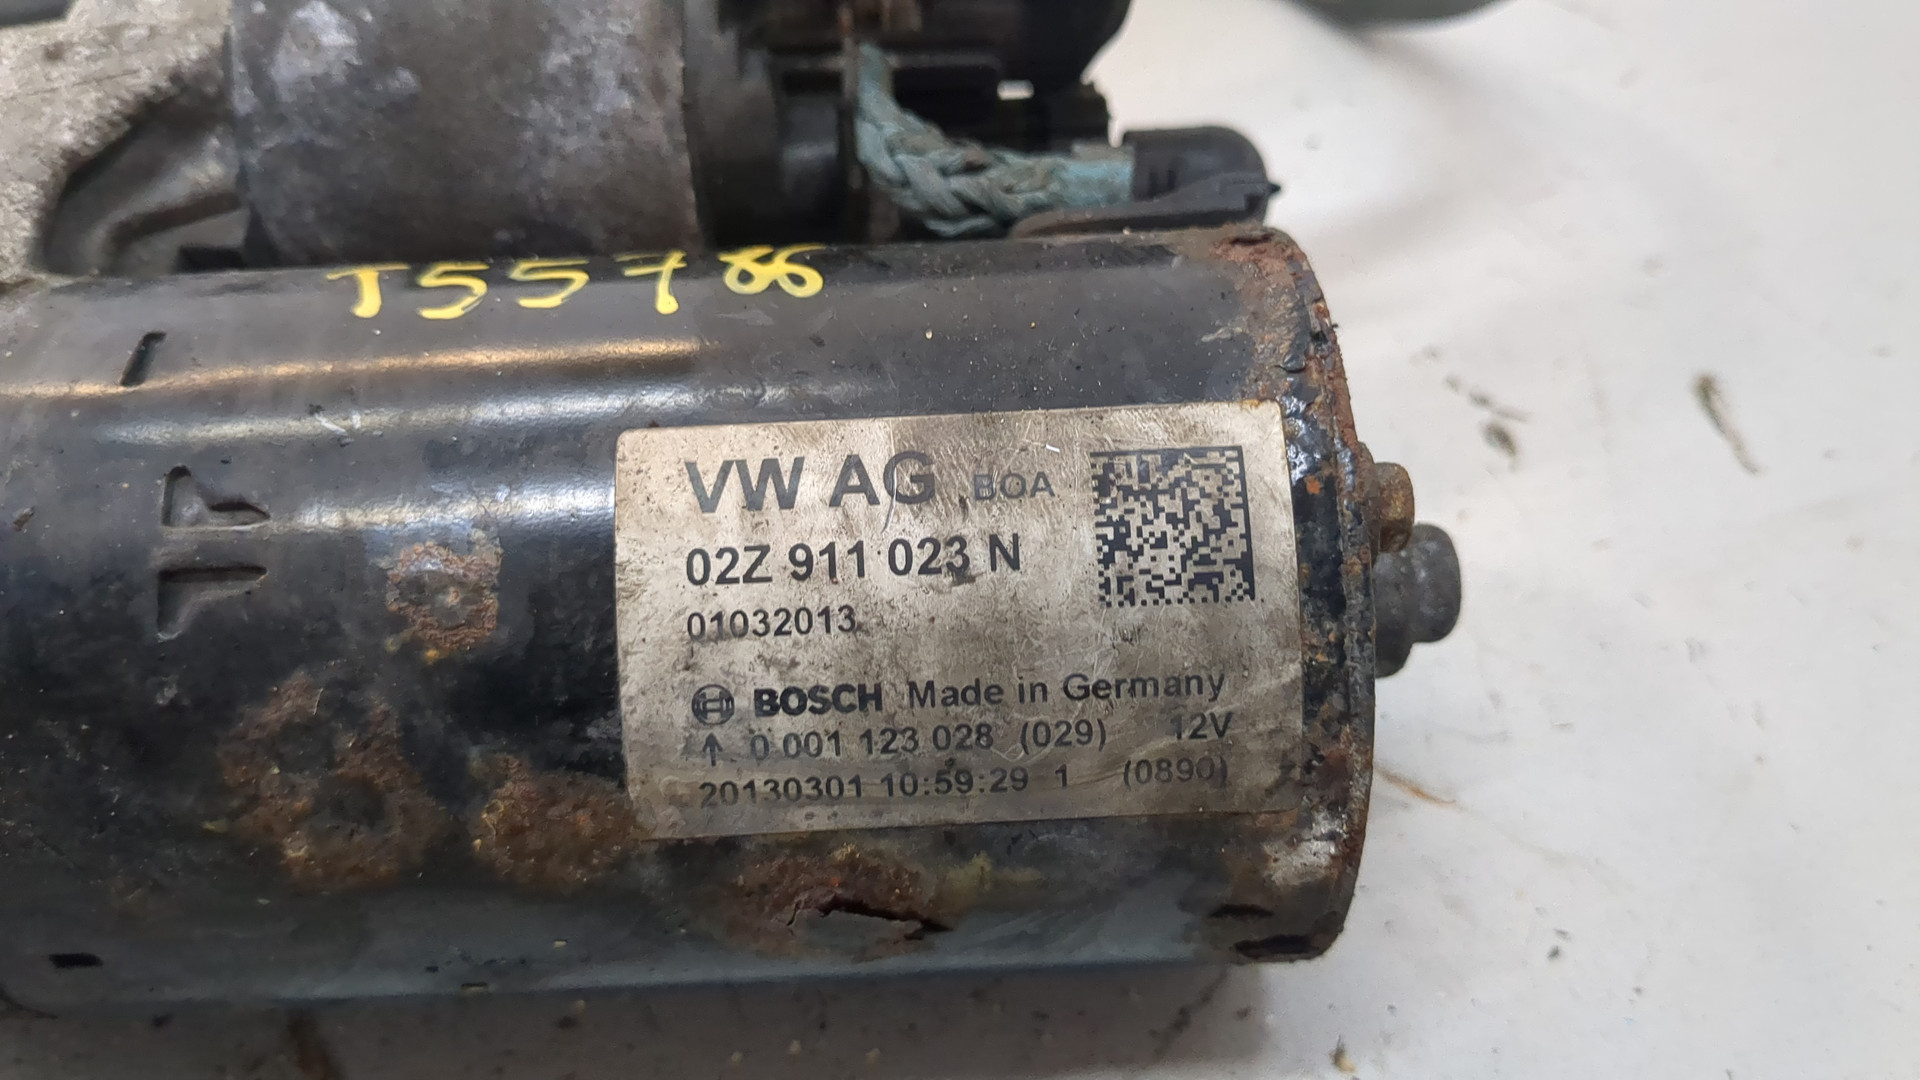 T55786
VW AG BOA
02Z 911 023 N
01032013
BOSCH Made in Germany
↑ 0 001 123 028 (029) 12V
20130301 10:59:29 1 (0890)